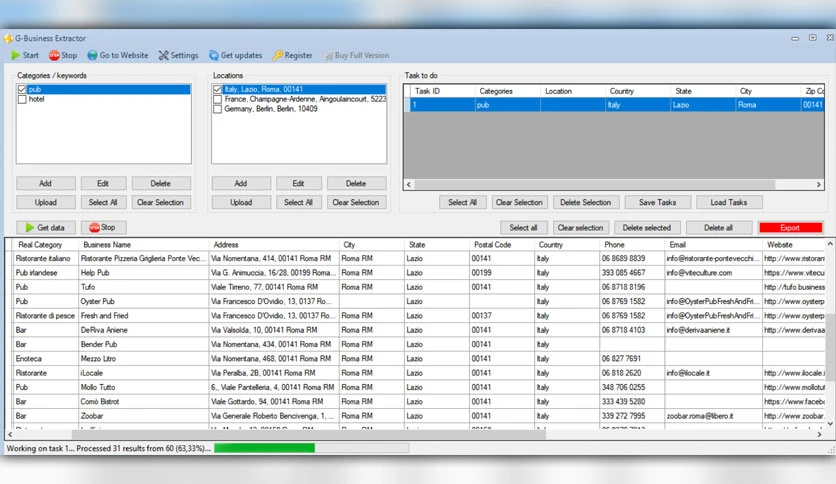 G-Business Extractor
Start Stop Go to Website Settings Get updates Register Buy Full Version
Categories / keywords Locations Task to do
pub
hotel
Italy, Lazio, Roma, 00141
France, Champagne-Ardenne, Aingoulaincourt, 5223
Germany, Berlin, Berlin, 10409
Task ID Categories Location Country State City Zip Co
1 pub Italy Lazio Roma 00141
Add Edit Delete Add Edit Delete
Upload Select All Clear Selection Upload Select All Clear Selection Select All Clear Selection Delete Selection Save Tasks Load Tasks
Get data Stop Select all Clear selection Delete selected Delete all Export
Real Category Business Name Address City State Postal Code Country Phone Email Website
Ristorante italiano Ristorante Pizzeria Griglieria Ponte Vec... Via Nomentana, 414, 00141 Roma RM Roma RM Lazio 00141 Italy 06 8689 8839 info@ristorante-pontevecchi... http://www.ristoran
Pub irlandese Help Pub Via G. Animuccia, 16/28, 00199 Roma... Roma RM Lazio 00199 Italy 393 085 4667 info@viteculture.com https://www.vitecu
Pub Tufo Viale Tirreno, 77, 00141 Roma RM Roma RM Lazio 00141 Italy 06 8718 8196 http://tufo.business
Pub Oyster Pub Via Francesco D'Ovidio, 13, 0137 Ro... Lazio Italy 06 8769 1582 info@OysterPubFreshAndFri... http://www.oysterp
Ristorante di pesce Fresh and Fried Via Francesco D'Ovidio, 13, 00137 Ro... Roma RM Lazio 00137 Italy 06 8769 1582 info@OysterPubFreshAndFri... http://www.oysterp
Bar DeRiva Aniene Via Valsolda, 10, 00141 Roma RM Roma RM Lazio 00141 Italy 06 8718 4103 info@derivaaniene.it http://www.derivaa
Bar Bender Pub Via Nomentana, 434, 00141 Roma RM Roma RM Lazio 00141 Italy
Enoteca Mezzo Litro Via Nomentana, 468, 00141 Roma RM Roma RM Lazio 00141 Italy 06 827 7691
Ristorante iLocale Via Peralba, 2B, 00141 Roma RM Roma RM Lazio 00141 Italy 06 818 2620 info@ilocale.it http://www.ilocale.i
Pub Mollo Tutto 6,, Viale Pantelleria, 4, 00141 Roma RM Roma RM Lazio 00141 Italy 348 706 0255 http://www.mollotut
Bar Comò Bistrot Viale Gottardo, 94, 00141 Roma RM Roma RM Lazio 00141 Italy 333 439 5280 https://www.facebo
Bar Zoobar Via Generale Roberto Bencivenga, 1, ... Roma RM Lazio 00141 Italy 339 272 7995 zoobar.roma@libero.it http://www.zoobar.
Working on task 1... Processed 31 results from 60 (63,33%)...